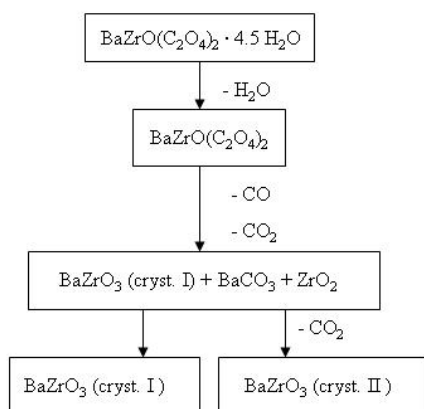 BaZrO(C₂O₄)₂ · 4.5 H₂O
- H₂O
BaZrO(C₂O₄)₂
- CO
- CO₂
BaZrO₃ (cryst. I) + BaCO₃ + ZrO₂
- CO₂
BaZrO₃ (cryst. I )
BaZrO₃ (cryst. II )